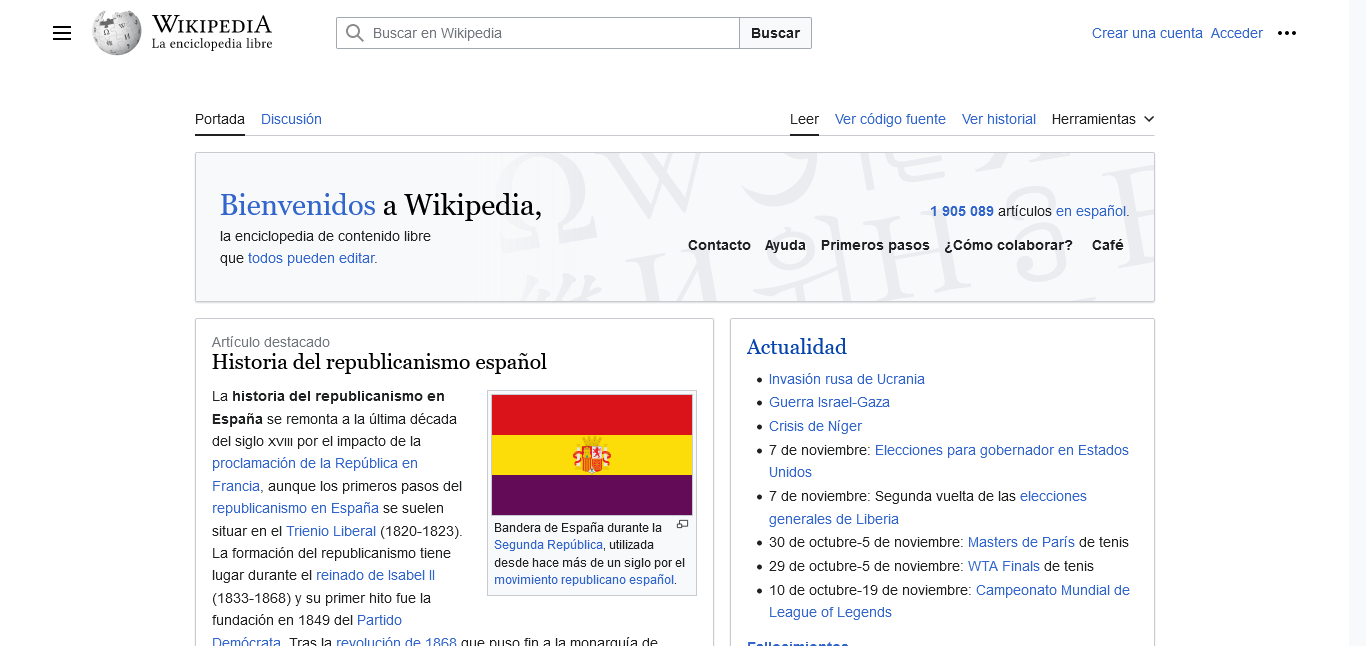 WIKIPEDIA
La enciclopedia libre
Buscar en Wikipedia
Buscar
Crear una cuenta Acceder
Portada Discusión
Leer Ver código fuente Ver historial Herramientas
Bienvenidos a Wikipedia,
la enciclopedia de contenido libre
que todos pueden editar.
1 905 089 artículos en español.
Contacto Ayuda Primeros pasos ¿Cómo colaborar? Café
Artículo destacado
Historia del republicanismo español
La historia del republicanismo en
España se remonta a la última década
del siglo XVIII por el impacto de la
proclamación de la República en
Francia, aunque los primeros pasos del
republicanismo en España se suelen
situar en el Trienio Liberal (1820-1823).
La formación del republicanismo tiene
lugar durante el reinado de Isabel II
(1833-1868) y su primer hito fue la
fundación en 1849 del Partido
Demócrata. Tras la revolución de 1868 que puso fin a la monarquía de
Bandera de España durante la
Segunda República, utilizada
desde hace más de un siglo por el
movimiento republicano español.
Actualidad
• Invasión rusa de Ucrania
• Guerra Israel-Gaza
• Crisis de Níger
• 7 de noviembre: Elecciones para gobernador en Estados
Unidos
• 7 de noviembre: Segunda vuelta de las elecciones
generales de Liberia
• 30 de octubre-5 de noviembre: Masters de París de tenis
• 29 de octubre-5 de noviembre: WTA Finals de tenis
• 10 de octubre-19 de noviembre: Campeonato Mundial de
League of Legends
Fallecimientos